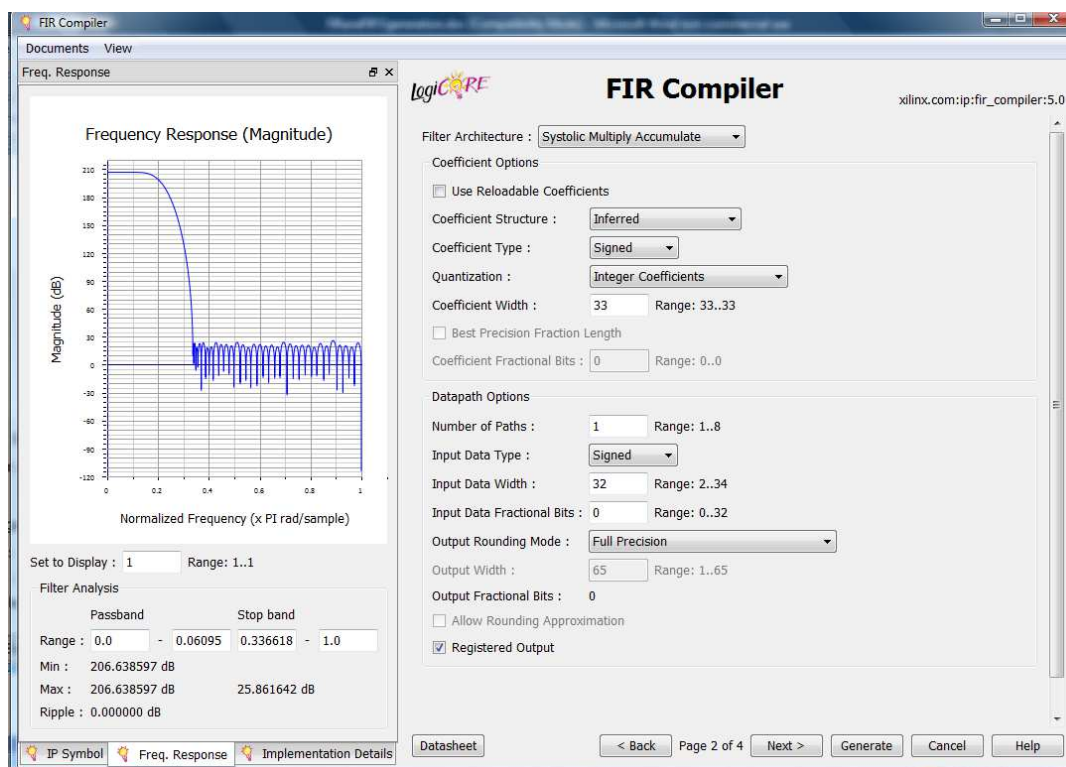 FIR Compiler
Documents View
Freq. Response
Frequency Response (Magnitude)
Magnitude (dB)
210
180
150
120
90
60
30
0
-30
-60
-90
-120
0 0.2 0.4 0.6 0.8 1
Normalized Frequency (x PI rad/sample)
Set to Display : 1 Range: 1..1
Filter Analysis
Passband Stop band
Range : 0.0 - 0.06095 0.336618 - 1.0
Min : 206.638597 dB
Max : 206.638597 dB 25.861642 dB
Ripple : 0.000000 dB
IP Symbol Freq. Response Implementation Details
LogiCORE
FIR Compiler
xilinx.com:ip:fir_compiler:5.0
Filter Architecture : Systolic Multiply Accumulate
Coefficient Options
Use Reloadable Coefficients
Coefficient Structure : Inferred
Coefficient Type : Signed
Quantization : Integer Coefficients
Coefficient Width : 33 Range: 33..33
Best Precision Fraction Length
Coefficient Fractional Bits : 0 Range: 0..0
Datapath Options
Number of Paths : 1 Range: 1..8
Input Data Type : Signed
Input Data Width : 32 Range: 2..34
Input Data Fractional Bits : 0 Range: 0..32
Output Rounding Mode : Full Precision
Output Width : 65 Range: 1..65
Output Fractional Bits : 0
Allow Rounding Approximation
Registered Output
Datasheet < Back Page 2 of 4 Next > Generate Cancel Help